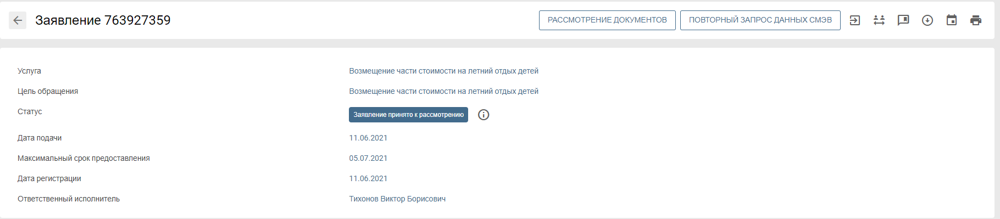 Заявление 763927359
РАССМОТРЕНИЕ ДОКУМЕНТОВ
ПОВТОРНЫЙ ЗАПРОС ДАННЫХ СМЭВ
Услуга
Возмещение части стоимости на летний отдых детей
Цель обращения
Возмещение части стоимости на летний отдых детей
Статус
Заявление принято к рассмотрению
Дата подачи
11.06.2021
Максимальный срок предоставления
05.07.2021
Дата регистрации
11.06.2021
Ответственный исполнитель
Тихонов Виктор Борисович